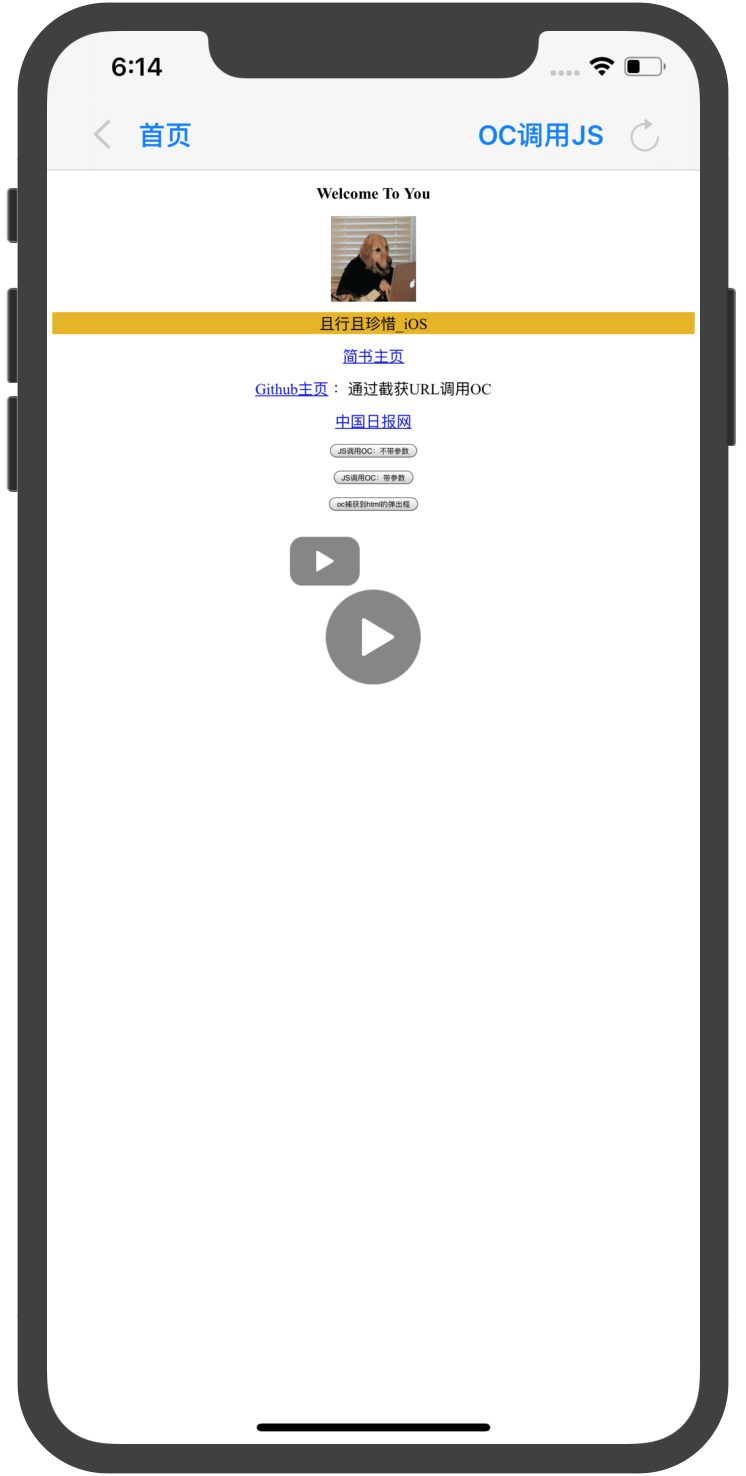 6:14
首页 OC调用JS
Welcome To You
且行且珍惜_iOS
简书主页
Github主页： 通过截获URL调用OC
中国日报网
JS调用OC：不带参数
JS调用OC：带参数
oc捕获到html的弹出框